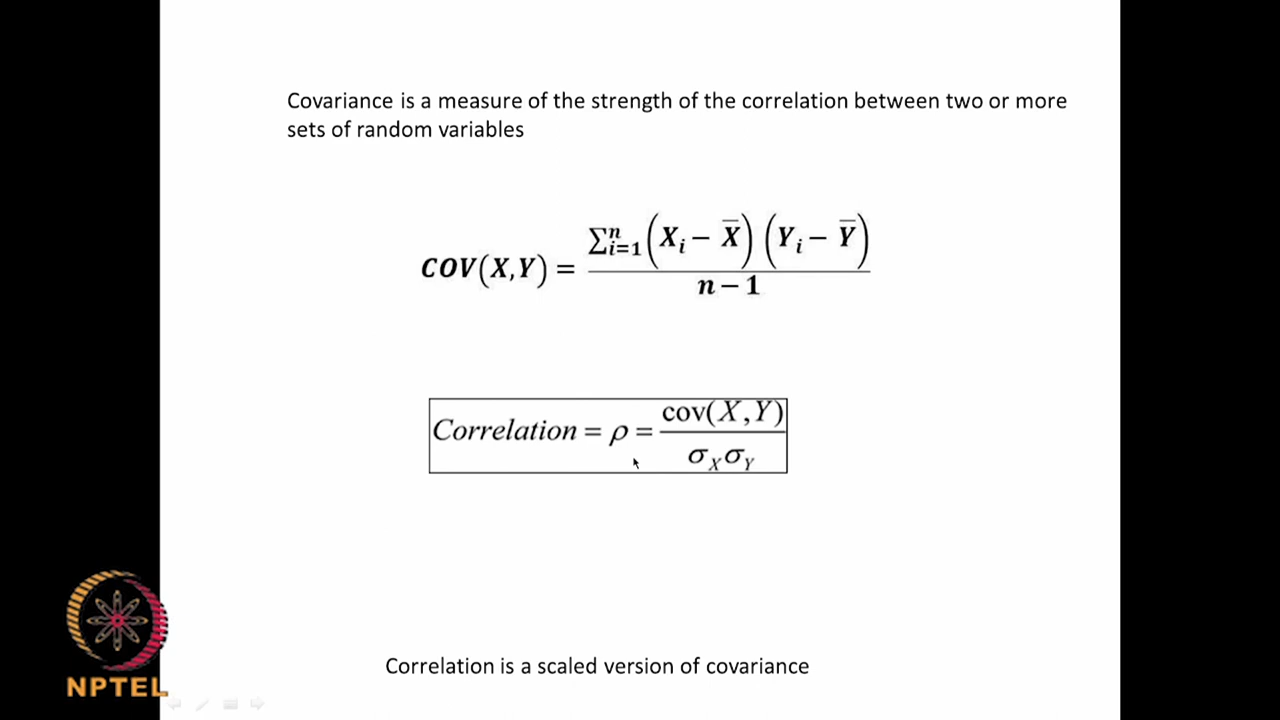 Covariance is a measure of the strength of the correlation between two or more
sets of random variables
COV(X,Y) = ∑ⁿᵢ₌₁(Xᵢ − X̅)(Yᵢ − Y̅) / n − 1
Correlation = ρ = cov(X,Y) / σ_X σ_Y
Correlation is a scaled version of covariance
NPTEL